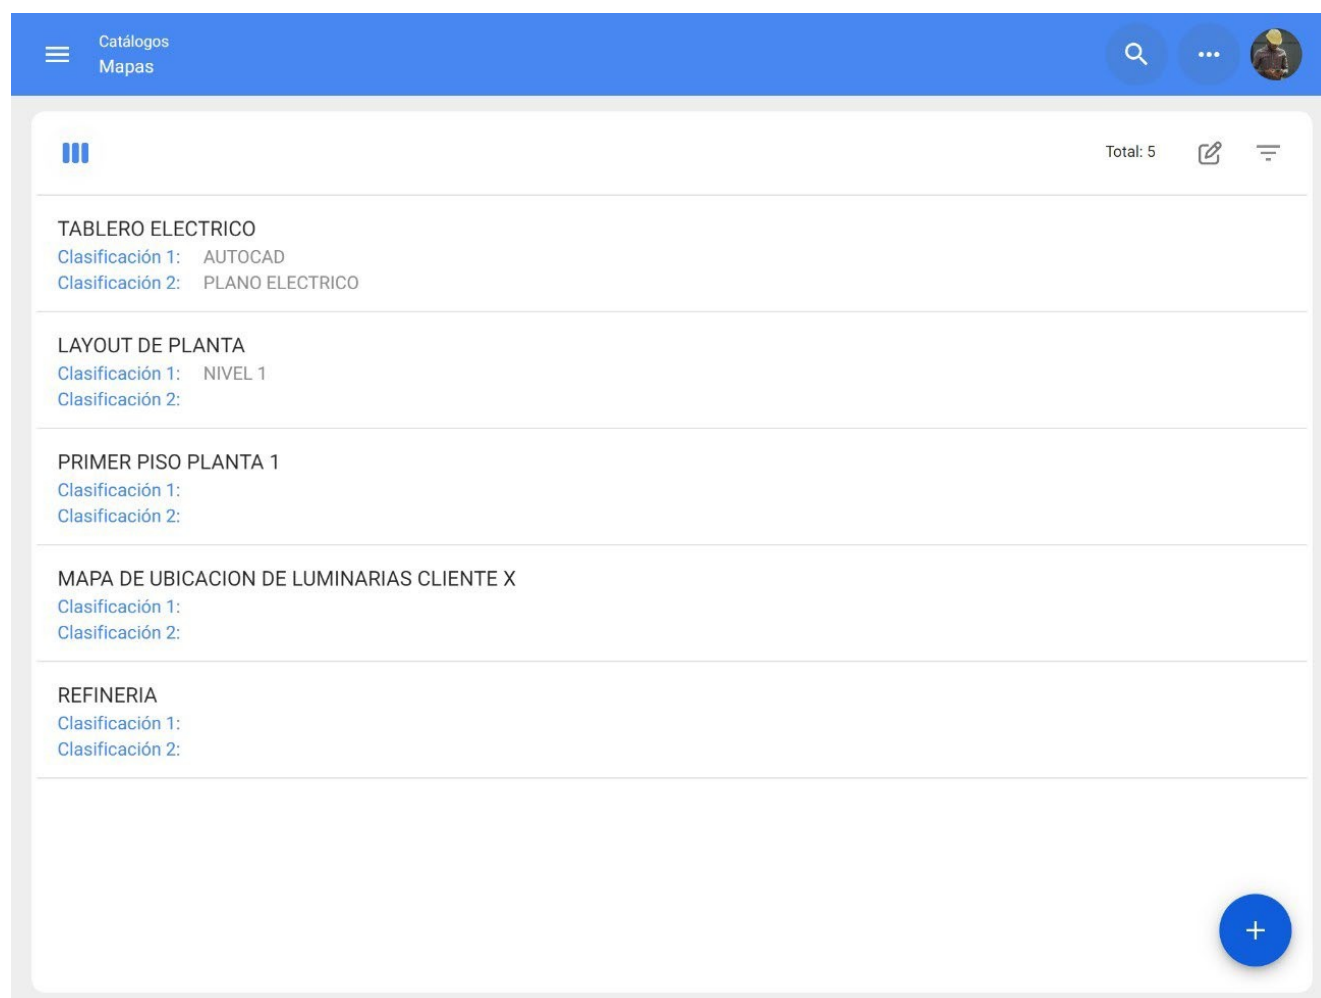 Catálogos
Mapas
Total: 5
TABLERO ELECTRICO
Clasificación 1: AUTOCAD
Clasificación 2: PLANO ELECTRICO
LAYOUT DE PLANTA
Clasificación 1: NIVEL 1
Clasificación 2:
PRIMER PISO PLANTA 1
Clasificación 1:
Clasificación 2:
MAPA DE UBICACION DE LUMINARIAS CLIENTE X
Clasificación 1:
Clasificación 2:
REFINERIA
Clasificación 1:
Clasificación 2: